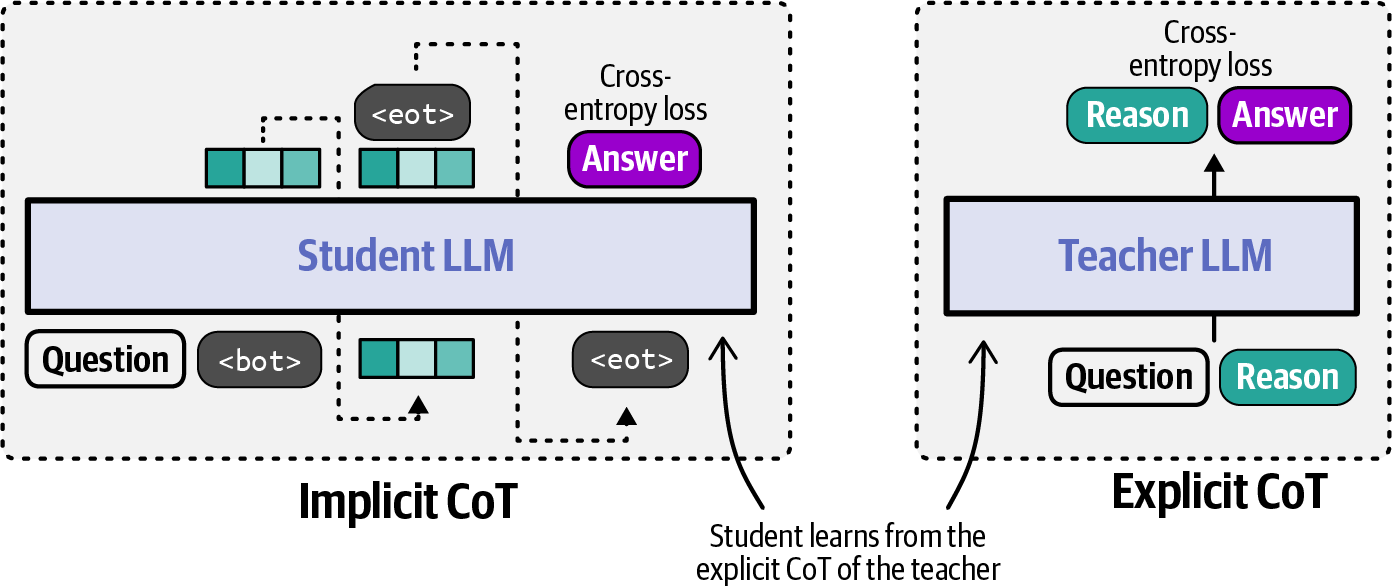 <eot>
Cross-
entropy loss
Answer
Student LLM
Question
<bot>
<eot>
Implicit CoT
Cross-
entropy loss
Reason
Answer
Teacher LLM
Question
Reason
Explicit CoT
Student learns from the
explicit CoT of the teacher